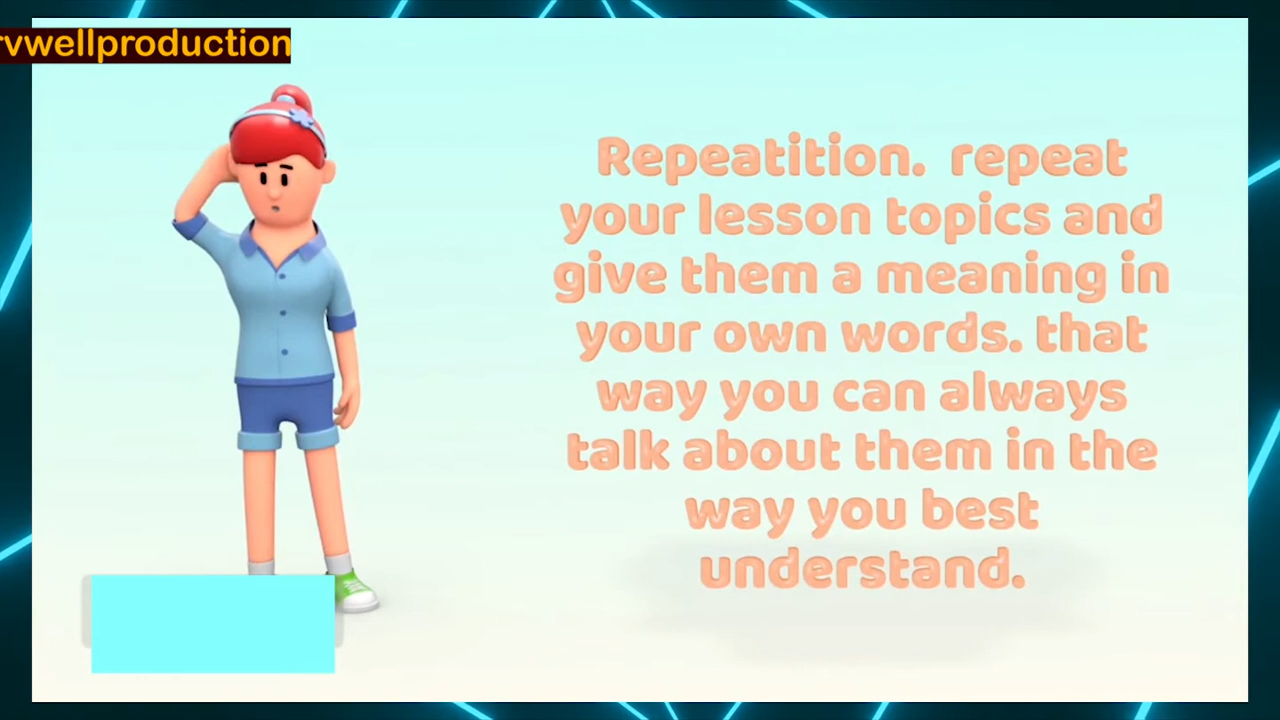 rvwellproduction
Repeatition. repeat
your lesson topics and
give them a meaning in
your own words. that
way you can always
talk about them in the
way you best
understand.